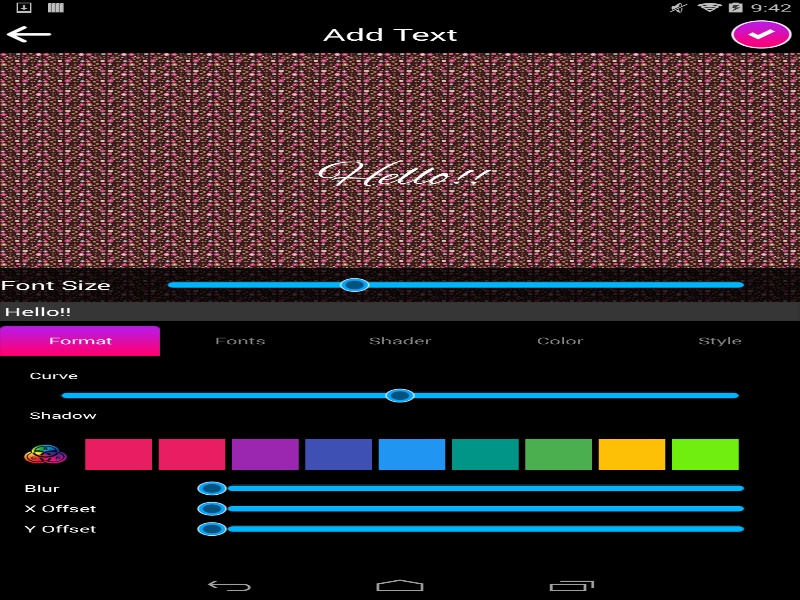 9:42
Add Text
Hello!!
Font Size
Hello!!
Format Fonts Shader Color Style
Curve
Shadow
Blur
X Offset
Y Offset